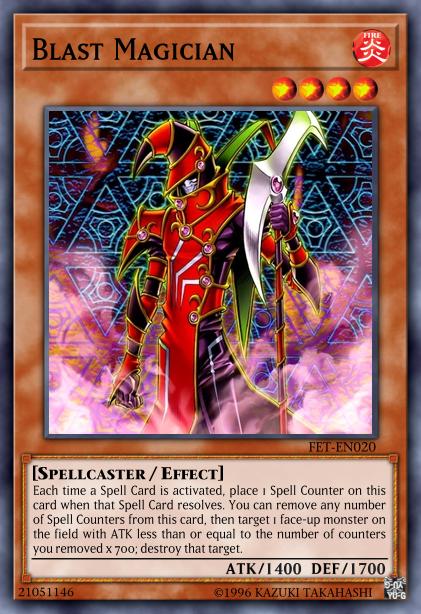 BLAST MAGICIAN
FIRE
炎
FET-EN020
[SPELLCASTER / EFFECT]
Each time a Spell Card is activated, place 1 Spell Counter on this
card when that Spell Card resolves. You can remove any number
of Spell Counters from this card, then target 1 face-up monster on
the field with ATK less than or equal to the number of counters
you removed x 700; destroy that target.
ATK/1400 DEF/1700
21051146
©1996 KAZUKI TAKAHASHI